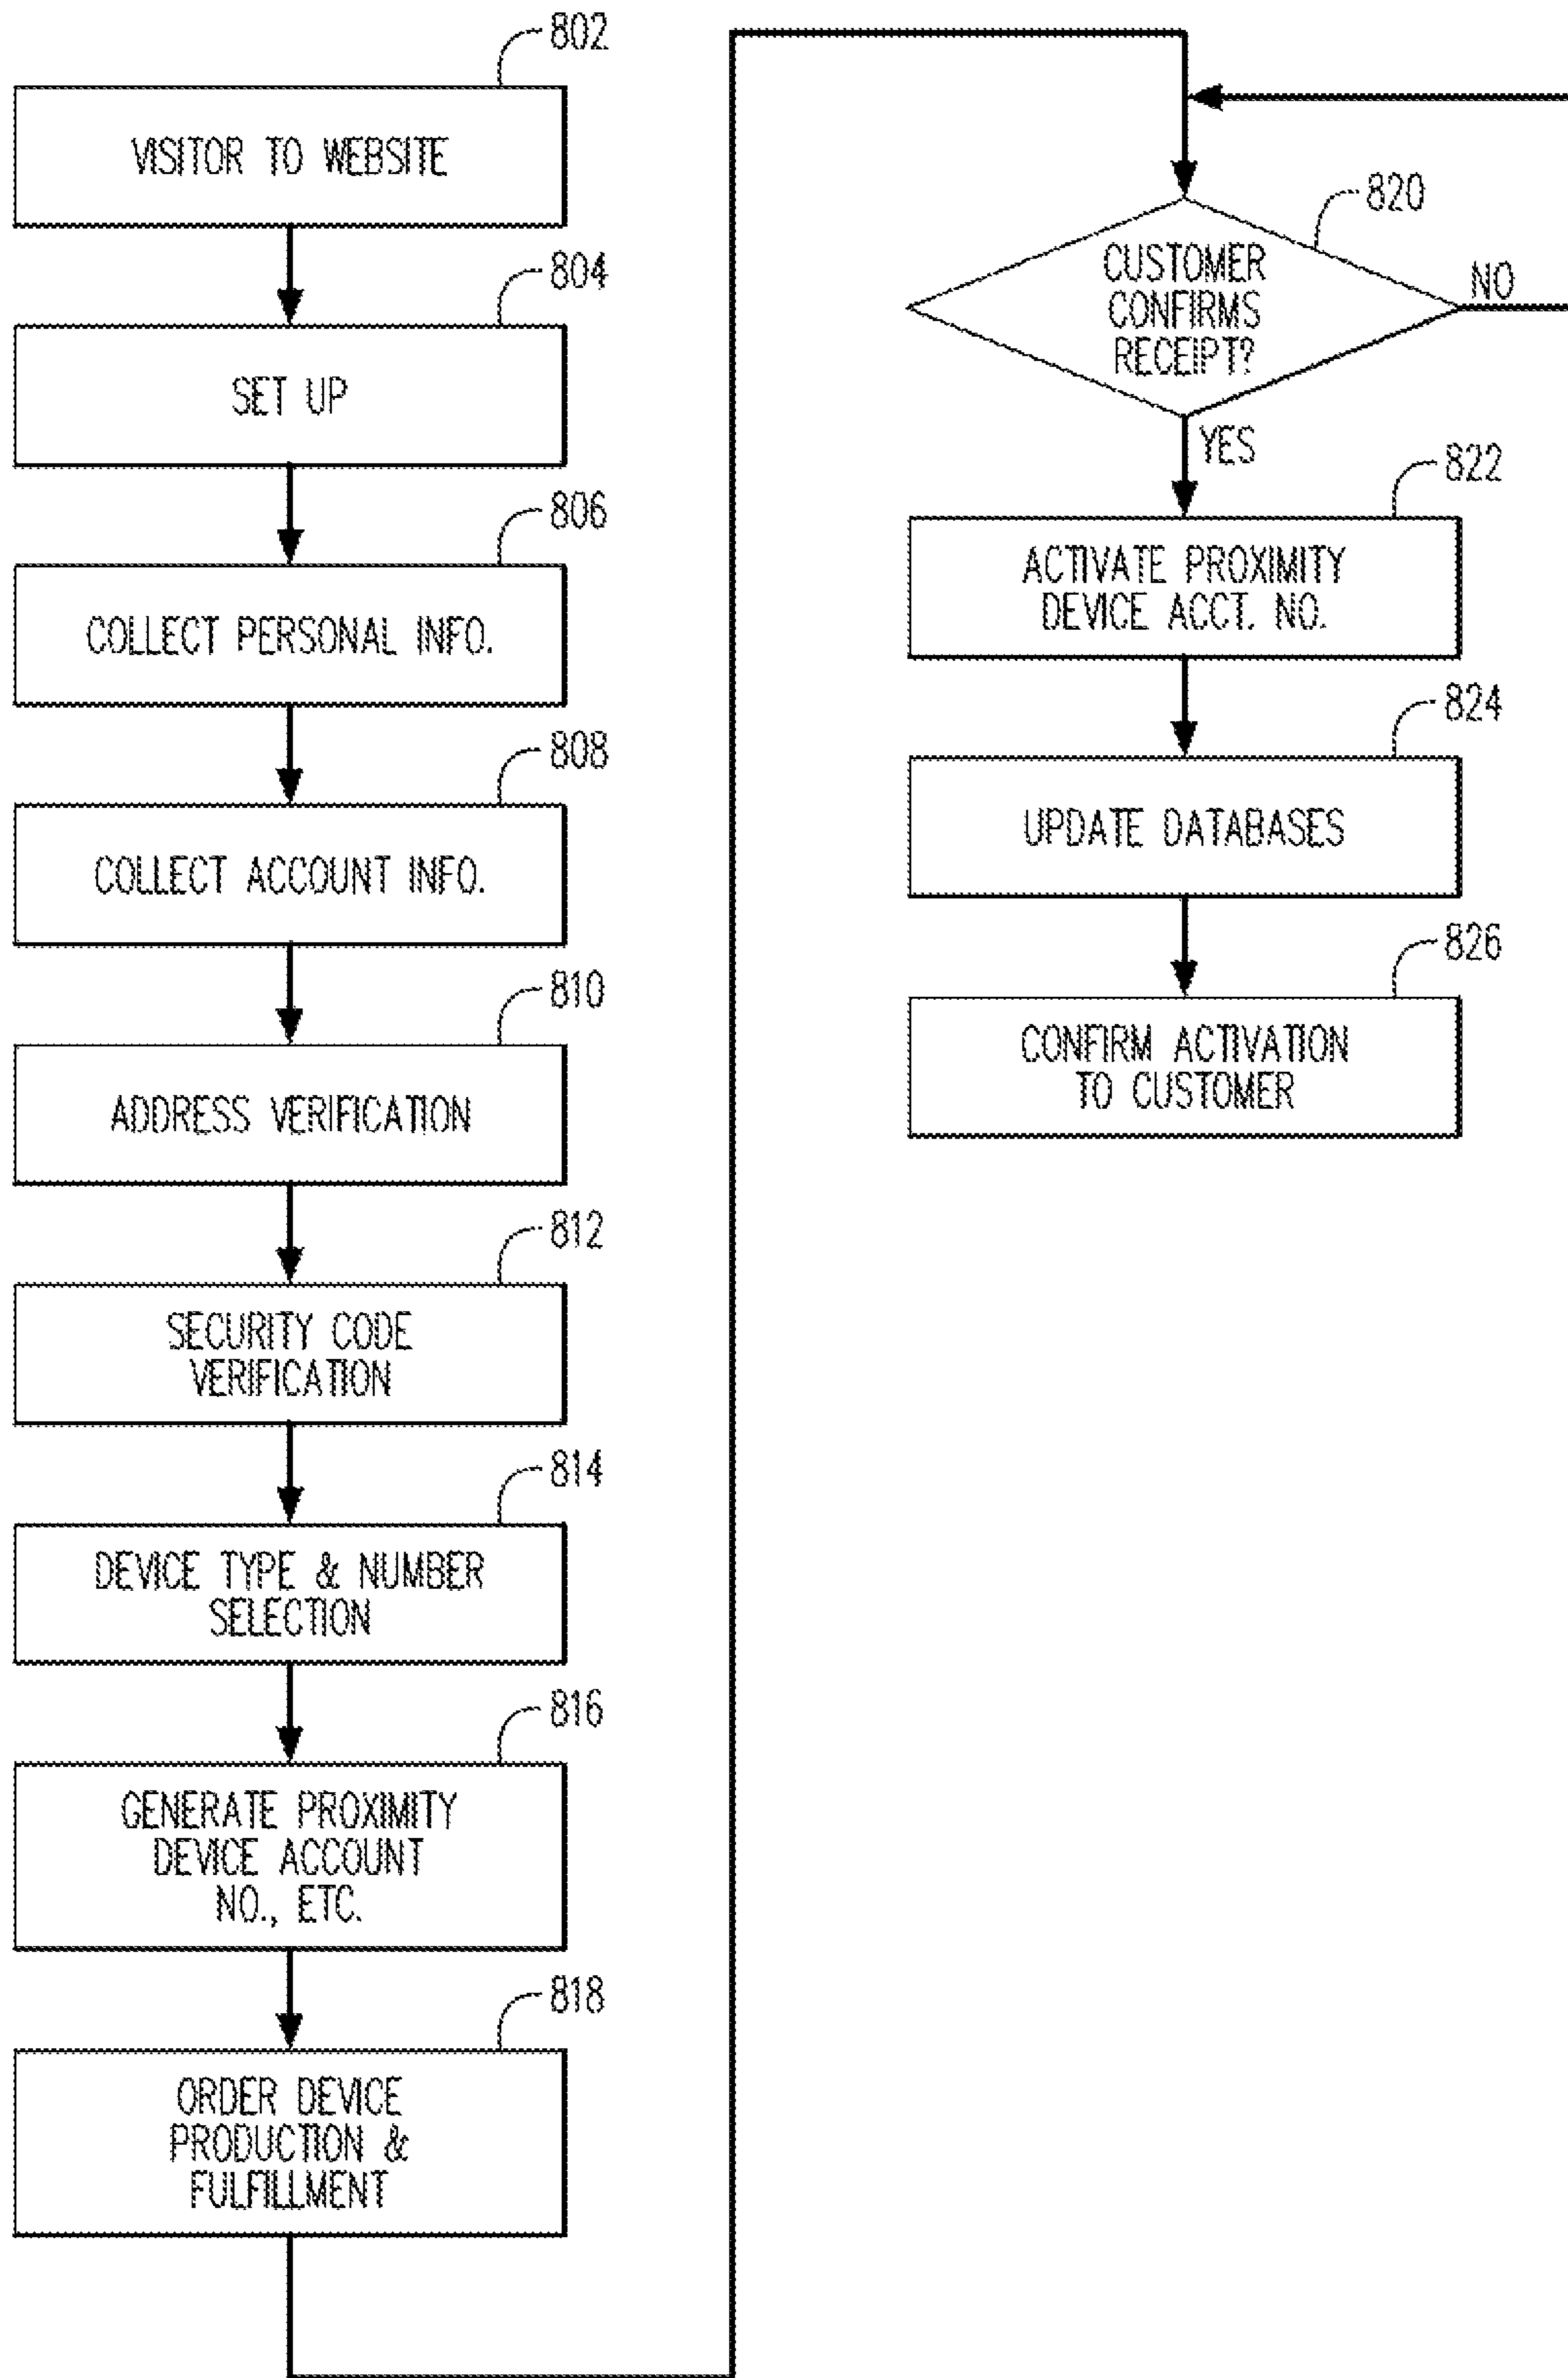 802
VISITOR TO WEBSITE
804
SET UP
806
COLLECT PERSONAL INFO.
808
COLLECT ACCOUNT INFO.
810
ADDRESS VERIFICATION
812
SECURITY CODE
VERIFICATION
814
DEVICE TYPE & NUMBER
SELECTION
816
GENERATE PROXIMITY
DEVICE ACCOUNT
NO., ETC.
818
ORDER DEVICE
PRODUCTION &
FULFILLMENT
820
CUSTOMER
CONFIRMS
RECEIPT?
NO
YES
822
ACTIVATE PROXIMITY
DEVICE ACCT. NO.
824
UPDATE DATABASES
826
CONFIRM ACTIVATION
TO CUSTOMER